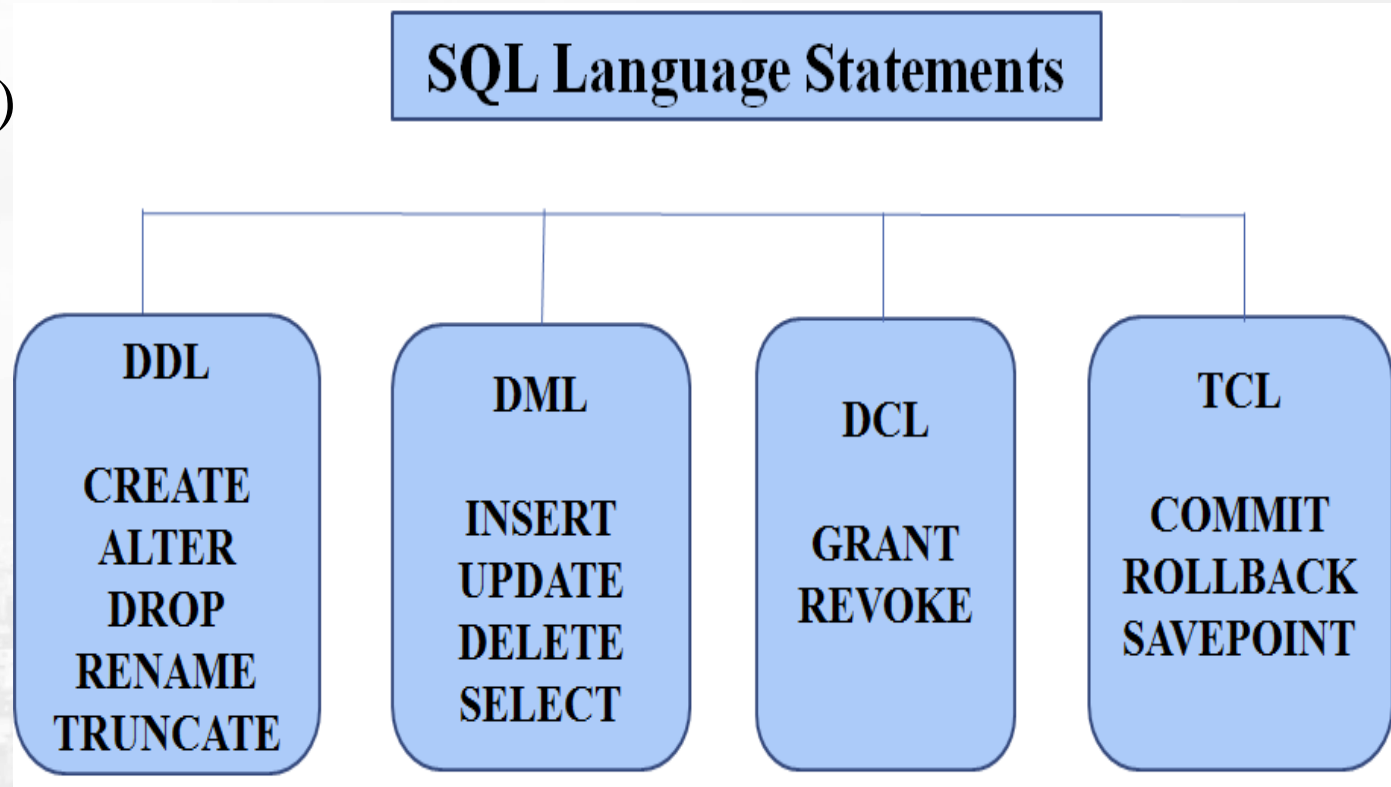 SQL Language Statements
)
DDL
CREATE
ALTER
DROP
RENAME
TRUNCATE
DML
INSERT
UPDATE
DELETE
SELECT
DCL
GRANT
REVOKE
TCL
COMMIT
ROLLBACK
SAVEPOINT